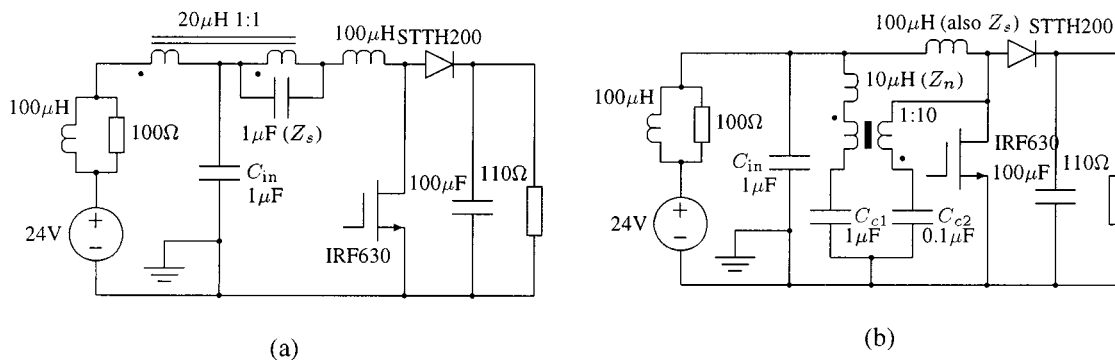 20μH 1:1
100μH
STTH200
100μH
100Ω
1μF (Zs)
Cin
1μF
24V
+
−
100μF
110Ω
IRF630
(a)
100μH (also Zs)
STTH200
10μH (Zn)
1:10
100μH
100Ω
Cin
1μF
IRF630
100μF
110Ω
24V
+
−
Cc1
1μF
Cc2
0.1μF
(b)